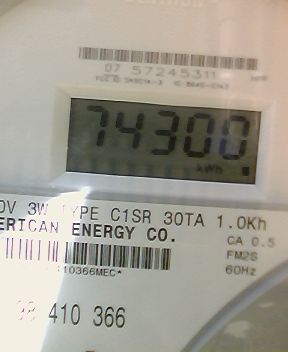 07 57245311
74300
kWh
0V 3W TYPE C1SR 30TA 1.0Kh
ERICAN ENERGY CO.
CA 0.5
FM2S
60Hz
10366MEC*
98 410 366